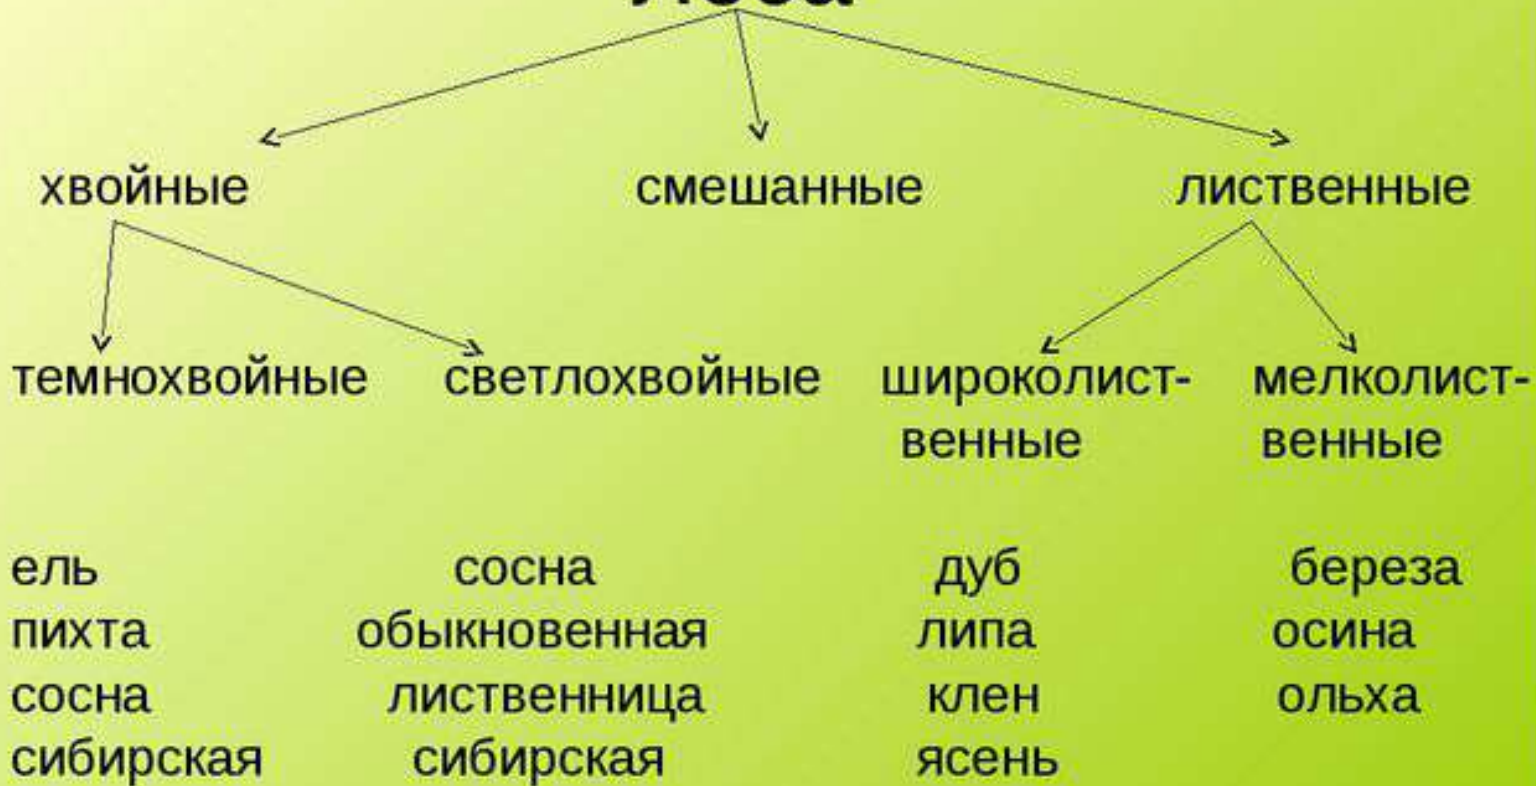 хвойные смешанные лиственные
темнохвойные светлохвойные широколист- мелколист-
венные венные
ель сосна дуб береза
пихта обыкновенная липа осина
сосна лиственница клен ольха
сибирская сибирская ясень